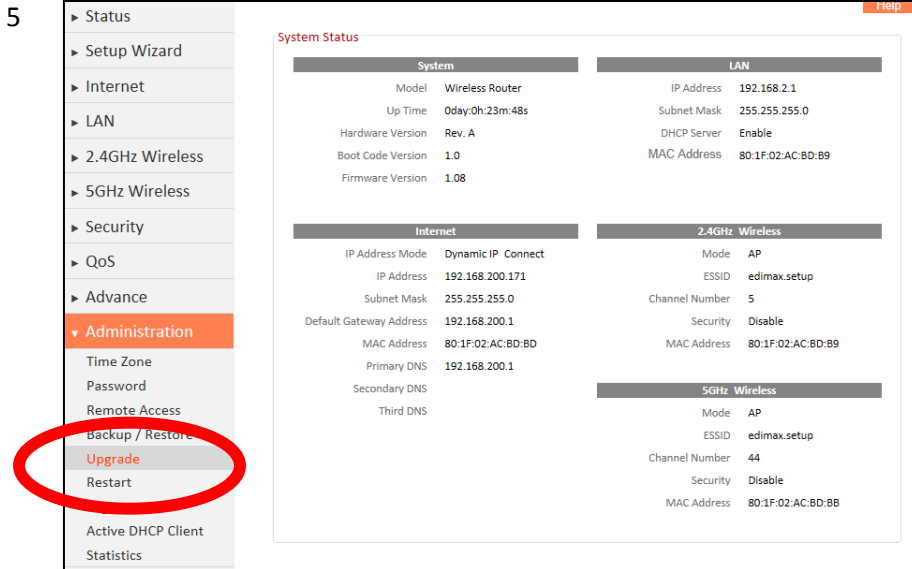 5
Help
Status
Setup Wizard
Internet
LAN
2.4GHz Wireless
5GHz Wireless
Security
QoS
Advance
Administration
Time Zone
Password
Remote Access
Backup / Restore
Upgrade
Restart
Active DHCP Client
Statistics
System Status
System
Model Wireless Router
Up Time 0day:0h:23m:48s
Hardware Version Rev. A
Boot Code Version 1.0
Firmware Version 1.08
LAN
IP Address 192.168.2.1
Subnet Mask 255.255.255.0
DHCP Server Enable
MAC Address 80:1F:02:AC:BD:B9
Internet
IP Address Mode Dynamic IP Connect
IP Address 192.168.200.171
Subnet Mask 255.255.255.0
Default Gateway Address 192.168.200.1
MAC Address 80:1F:02:AC:BD:BD
Primary DNS 192.168.200.1
Secondary DNS
Third DNS
2.4GHz Wireless
Mode AP
ESSID edimax.setup
Channel Number 5
Security Disable
MAC Address 80:1F:02:AC:BD:B9
5GHz Wireless
Mode AP
ESSID edimax.setup
Channel Number 44
Security Disable
MAC Address 80:1F:02:AC:BD:BB